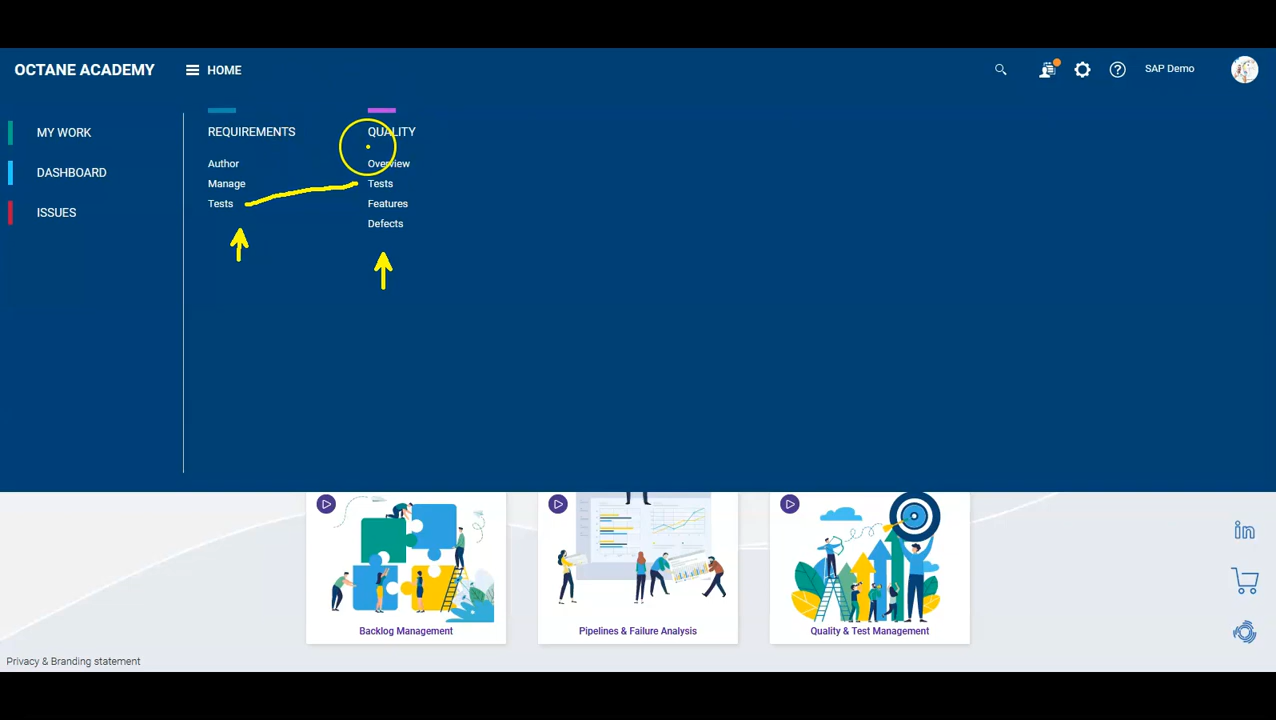 OCTANE ACADEMY
HOME
SAP Demo
MY WORK
DASHBOARD
ISSUES
REQUIREMENTS
Author
Manage
Tests
QUALITY
Overview
Tests
Features
Defects
Backlog Management
Pipelines & Failure Analysis
Quality & Test Management
in
Privacy & Branding statement